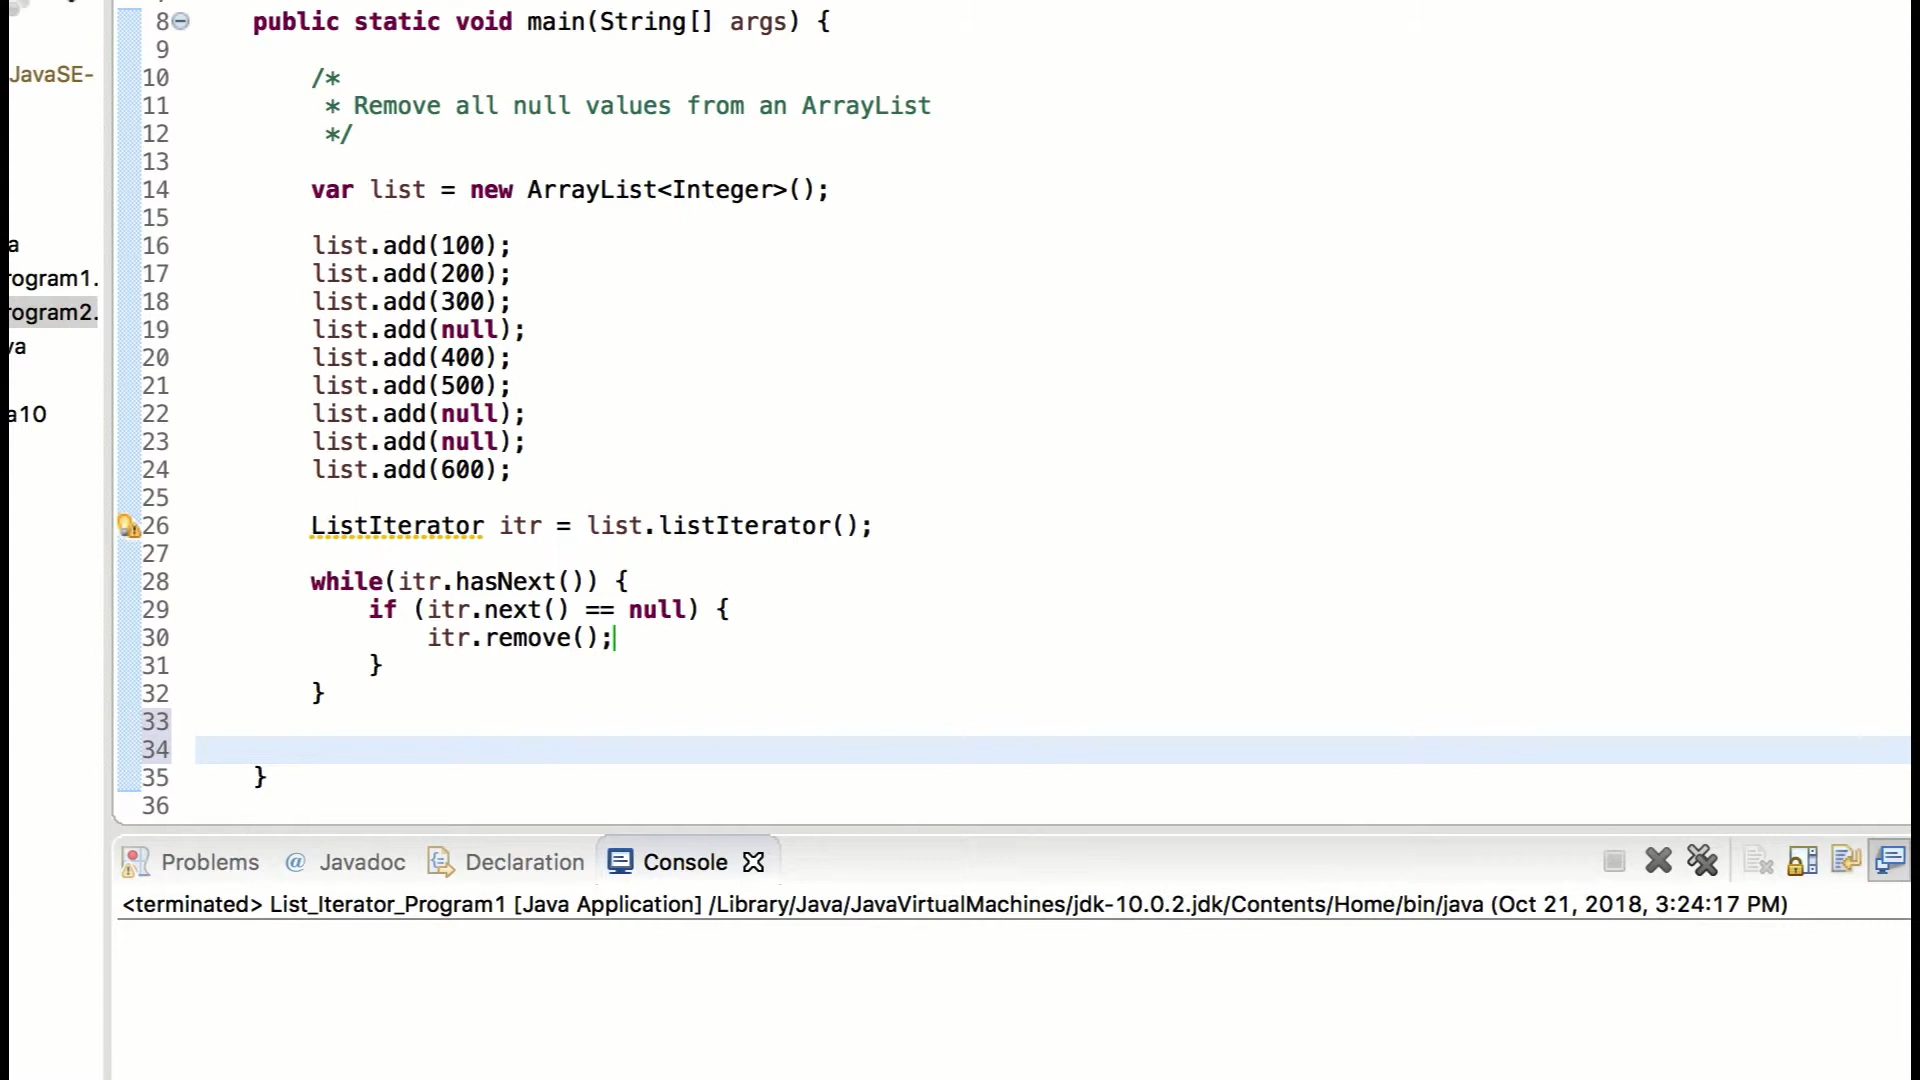 8 public static void main(String[] args) {
9
JavaSE-
10 /*
11 * Remove all null values from an ArrayList
12 */
13
14 var list = new ArrayList<Integer>();
15
a
16 list.add(100);
rogram1.
17 list.add(200);
18 list.add(300);
rogram2.
19 list.add(null);
va
20 list.add(400);
21 list.add(500);
a10
22 list.add(null);
23 list.add(null);
24 list.add(600);
25
26 ListIterator itr = list.listIterator();
27
28 while(itr.hasNext()) {
29 if (itr.next() == null) {
30 itr.remove();
31 }
32 }
33
34
35 }
36
Problems @ Javadoc Declaration Console
<terminated> List_Iterator_Program1 [Java Application] /Library/Java/JavaVirtualMachines/jdk-10.0.2.jdk/Contents/Home/bin/java (Oct 21, 2018, 3:24:17 PM)